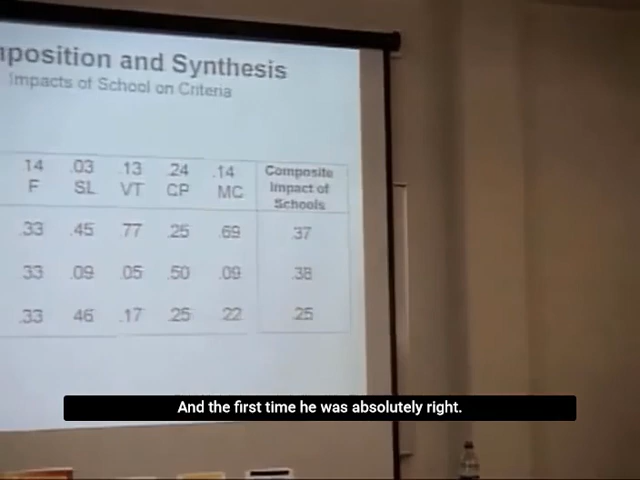 mposition and Synthesis
Impacts of School on Criteria
.14 .03 .13 .24 .14 Composite
F SL VT CP MC Impact of
Schools
.33 .45 .77 .25 .69 .37
.33 .09 .05 .50 .09 .38
.33 .46 .17 .25 .22 .25
And the first time he was absolutely right.